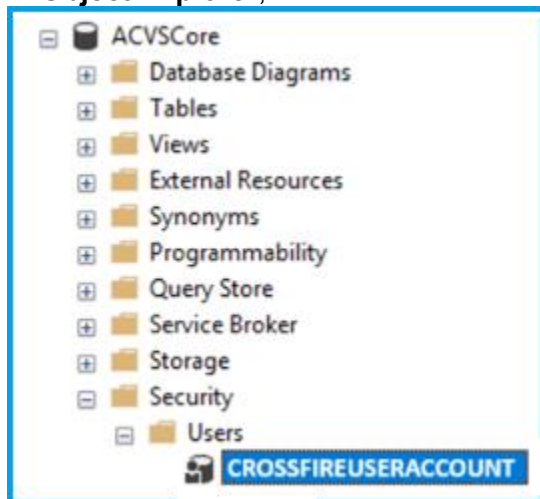 ACVSCore
Database Diagrams
Tables
Views
External Resources
Synonyms
Programmability
Query Store
Service Broker
Storage
Security
Users
CROSSFIREUSERACCOUNT